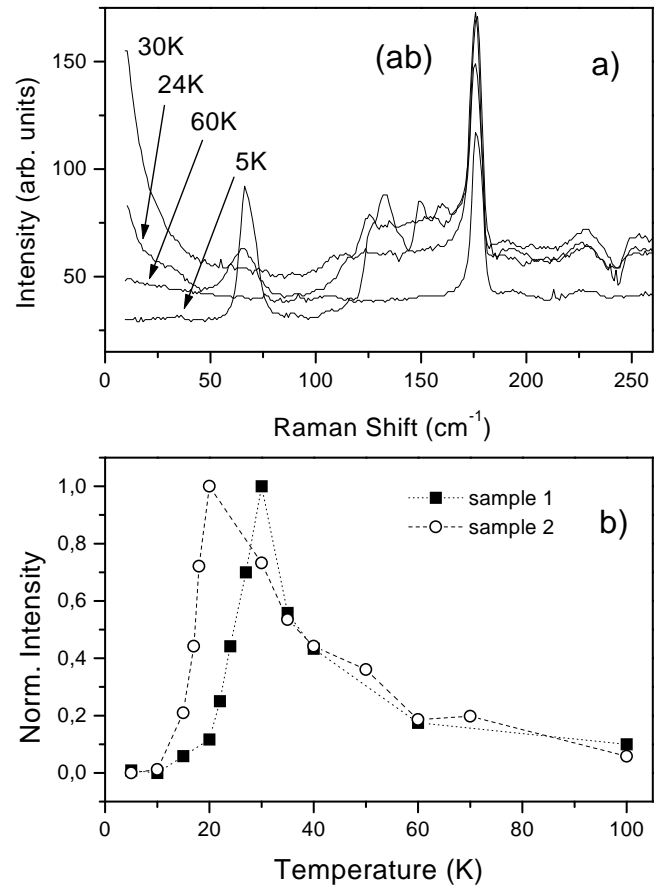 150
100
50
Intensity (arb. units)
30K
24K
60K
5K
(ab)
a)
0 50 100 150 200 250
Raman Shift (cm⁻¹)
1,0
0,8
0,6
0,4
0,2
0,0
Norm. Intensity
sample 1
sample 2
b)
0 20 40 60 80 100
Temperature (K)